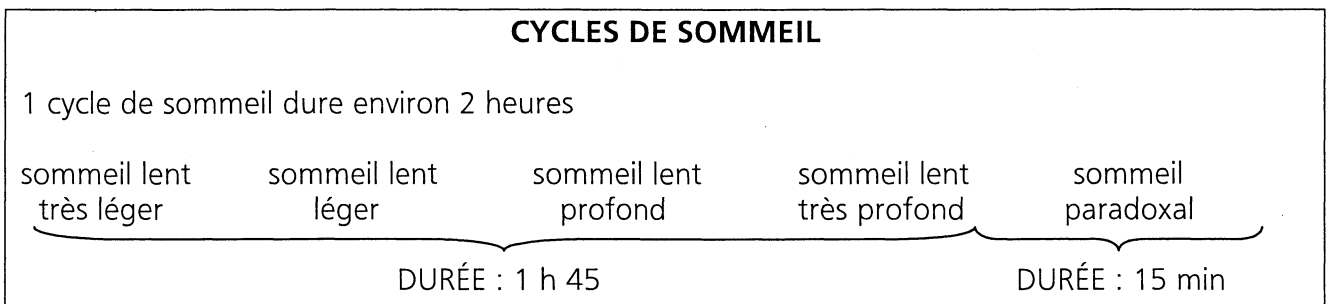 CYCLES DE SOMMEIL
1 cycle de sommeil dure environ 2 heures
sommeil lent sommeil lent sommeil lent sommeil lent sommeil
très léger léger profond très profond paradoxal
DURÉE : 1 h 45 DURÉE : 15 min